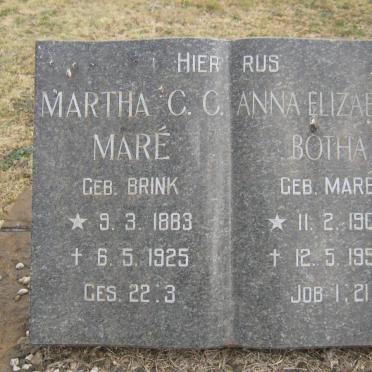 HIER RUS
MARTHA C. C.
MARÉ
GEB. BRINK
★ 9. 3. 1883
† 6. 5. 1925
GES. 22:3
ANNA ELIZAB
BOTHA
GEB. MARÉ
★ 11. 2. 190
† 12. 5. 195
JOB 1:21